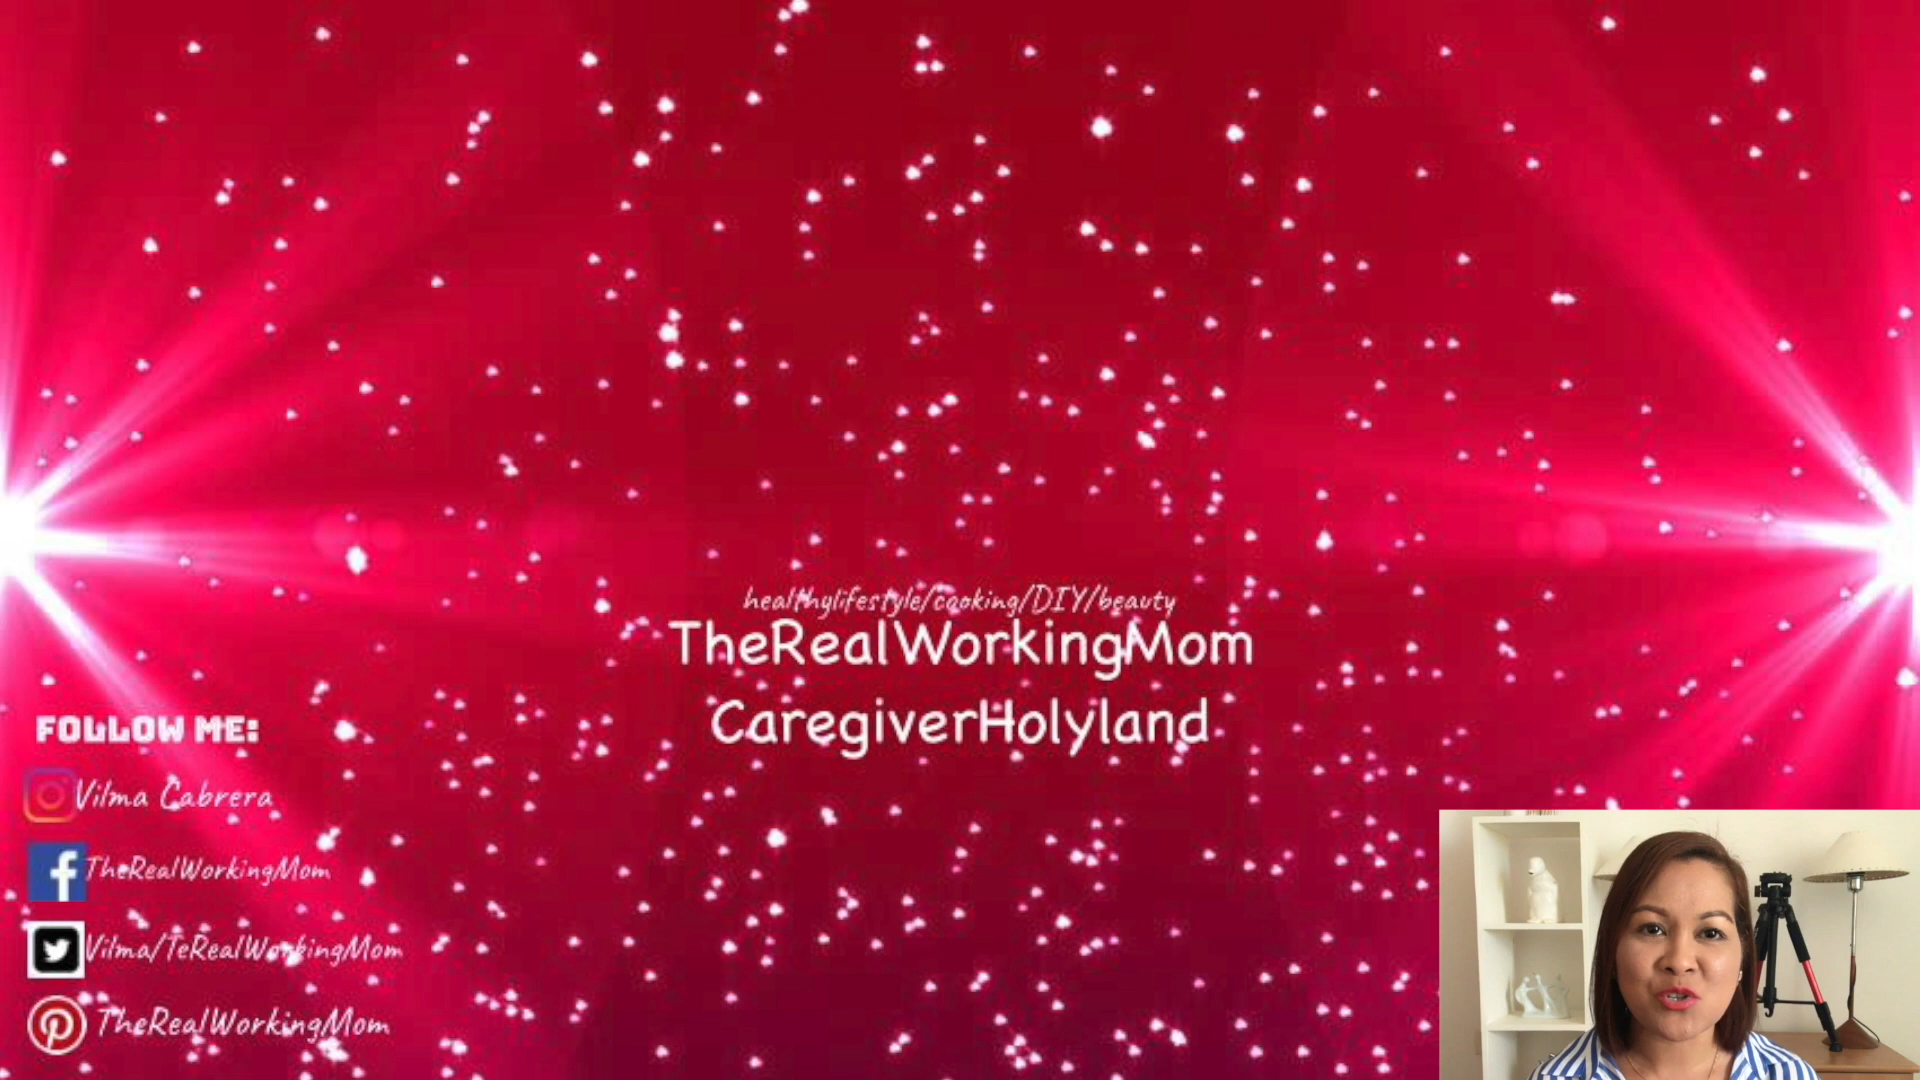 healthylifestyle/cooking/DIY/beauty
TheRealWorkingMom
CaregiverHolyland
FOLLOW ME:
Vilma Cabrera
TheRealWorkingMom
Vilma/TeRealWorkingMom
TheRealWorkingMom